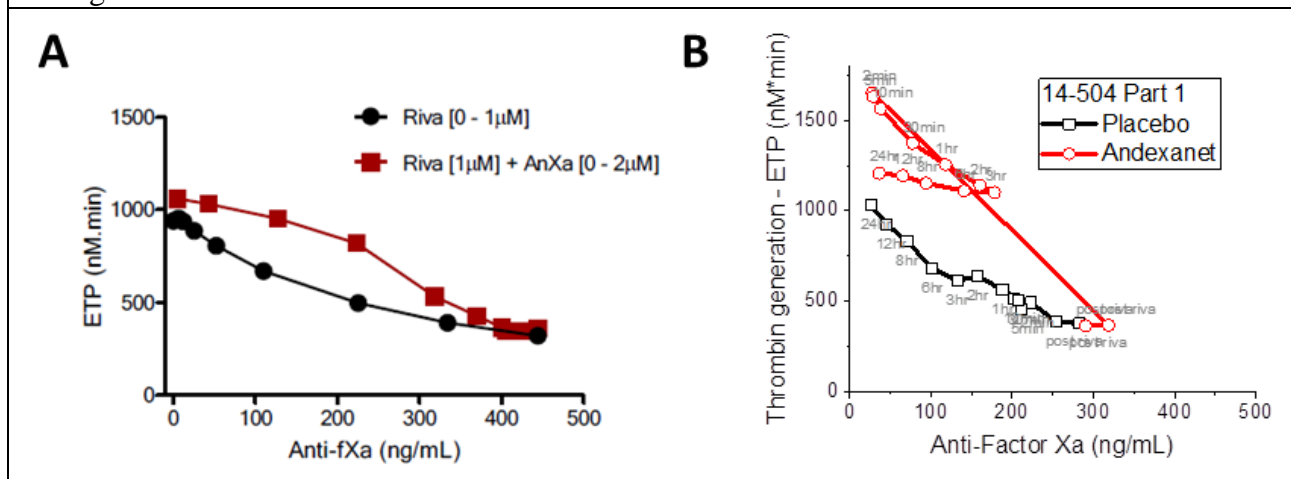 A
ETP (nM.min)
1500
1000
500
0
Riva [0 - 1μM]
Riva [1μM] + AnXa [0 - 2μM]
0 100 200 300 400 500
Anti-fXa (ng/mL)
B
Thrombin generation - ETP (nM*min)
1500
1000
500
0
14-504 Part 1
Placebo
Andexanet
2min
5min
10min
30min
1hr
2hr
3hr
8hr
12hr
24hr
24hr
12hr
8hr
6hr
3hr
2hr
1hr
5min
0 100 200 300 400 500
Anti-Factor Xa (ng/mL)